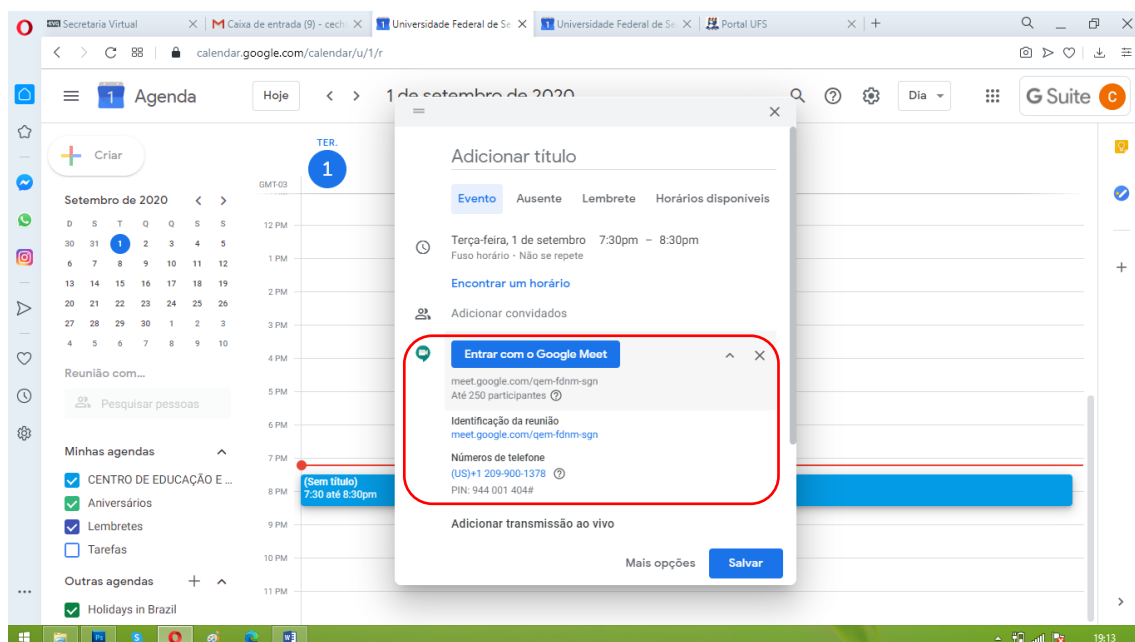 Secretaria Virtual
Caixa de entrada (9) - cech
Universidade Federal de Se
Universidade Federal de Se
Portal UFS
calendar.google.com/calendar/u/1/r
Agenda
Hoje
1 de setembro de 2020
Dia
G Suite
C
Criar
TER.
1
GMT-03
Setembro de 2020
D S T Q Q S S
30 31 1 2 3 4 5
6 7 8 9 10 11 12
13 14 15 16 17 18 19
20 21 22 23 24 25 26
27 28 29 30 1 2 3
4 5 6 7 8 9 10
Reunião com...
Pesquisar pessoas
Minhas agendas
CENTRO DE EDUCAÇÃO E ...
Aniversários
Lembretes
Tarefas
Outras agendas
Holidays in Brazil
12 PM
1 PM
2 PM
3 PM
4 PM
5 PM
6 PM
7 PM
8 PM
9 PM
10 PM
11 PM
(Sem título)
7:30 até 8:30pm
Adicionar título
Evento Ausente Lembrete Horários disponíveis
Terça-feira, 1 de setembro 7:30pm – 8:30pm
Fuso horário · Não se repete
Encontrar um horário
Adicionar convidados
Entrar com o Google Meet
meet.google.com/qem-fdnm-sgn
Até 250 participantes
Identificação da reunião
meet.google.com/qem-fdnm-sgn
Números de telefone
(US)+1 209-900-1378
PIN: 944 001 404#
Adicionar transmissão ao vivo
Mais opções Salvar
19:13